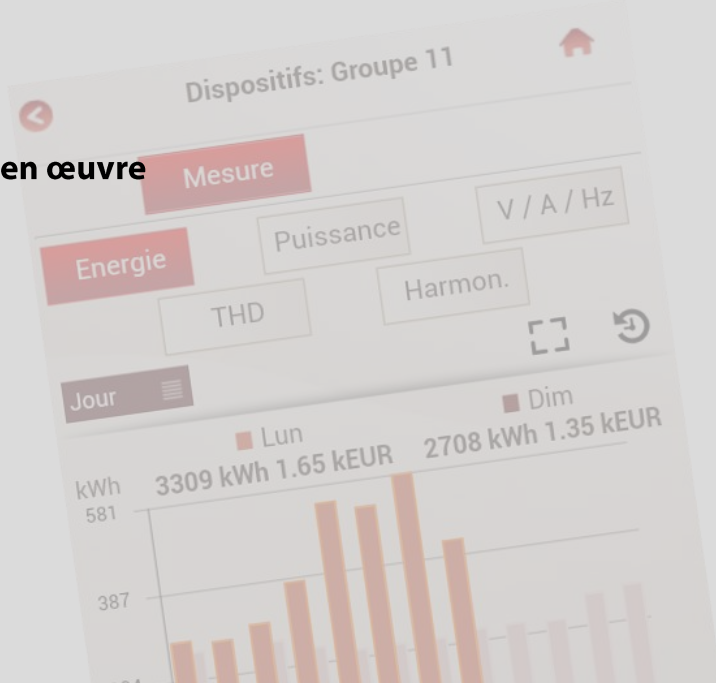 Dispositifs: Groupe 11
en œuvre
Mesure
Energie Puissance V / A / Hz
THD Harmon.
Jour
Lun Dim
3309 kWh 1.65 kEUR 2708 kWh 1.35 kEUR
kWh
581
387